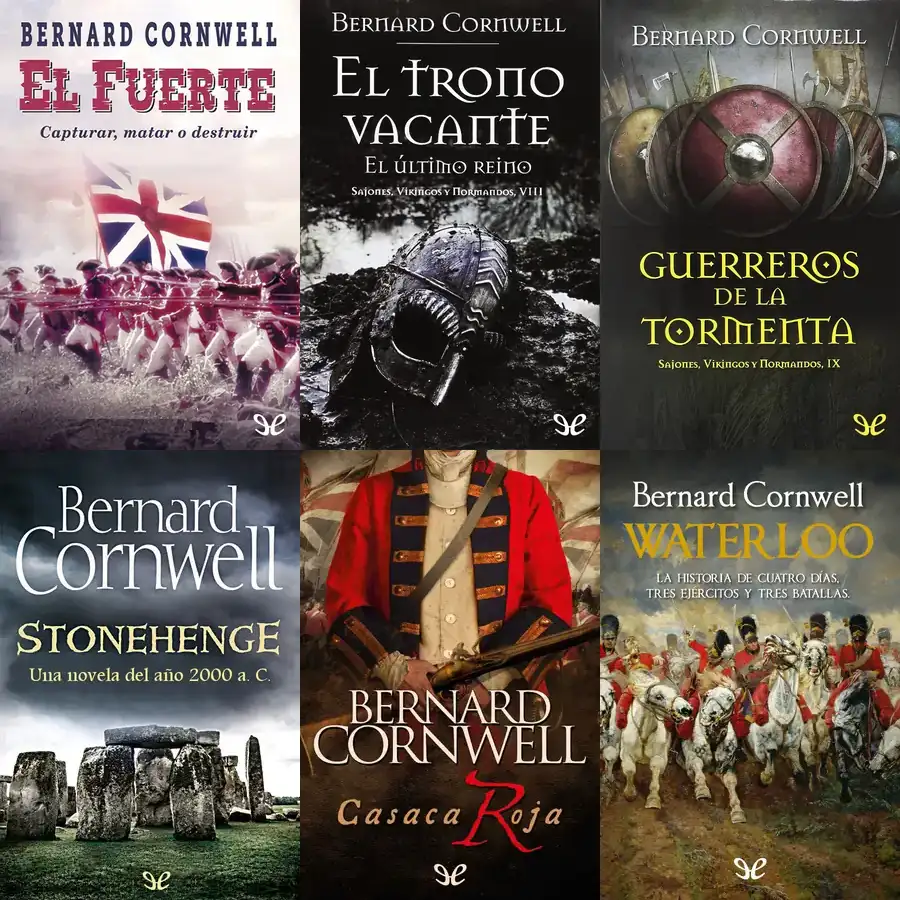 BERNARD CORNWELL
EL FUERTE
Capturar, matar o destruir
BERNARD CORNWELL
EL TRONO
VACANTE
EL ÚLTIMO REINO
SAJONES, VIKINGOS Y NORMANDOS, VIII
BERNARD CORNWELL
GUERREROS
DE LA
TORMENTA
SAJONES, VIKINGOS Y NORMANDOS, IX
Bernard
Cornwell
STONEHENGE
Una novela del año 2000 a. C.
BERNARD
CORNWELL
Casaca Roja
Bernard Cornwell
WATERLOO
LA HISTORIA DE CUATRO DÍAS,
TRES EJÉRCITOS Y TRES BATALLAS.